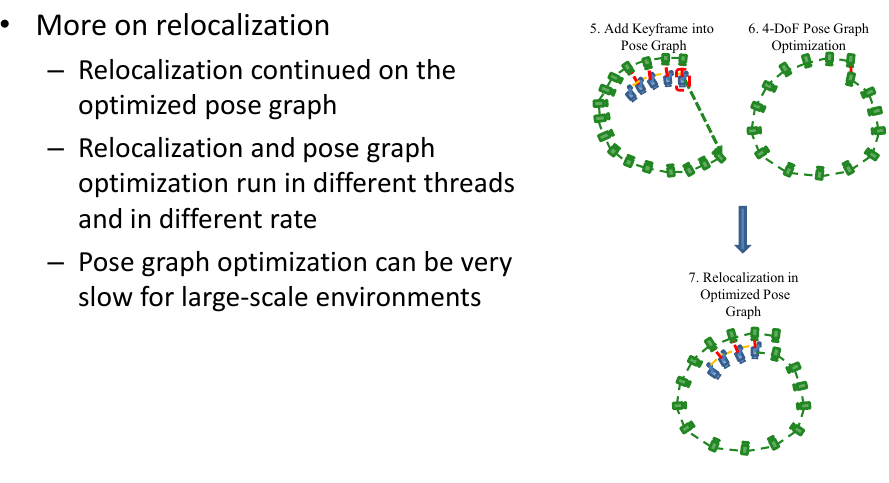 • More on relocalization
– Relocalization continued on the
optimized pose graph
– Relocalization and pose graph
optimization run in different threads
and in different rate
– Pose graph optimization can be very
slow for large-scale environments
5. Add Keyframe into
Pose Graph
6. 4-DoF Pose Graph
Optimization
7. Relocalization in
Optimized Pose
Graph